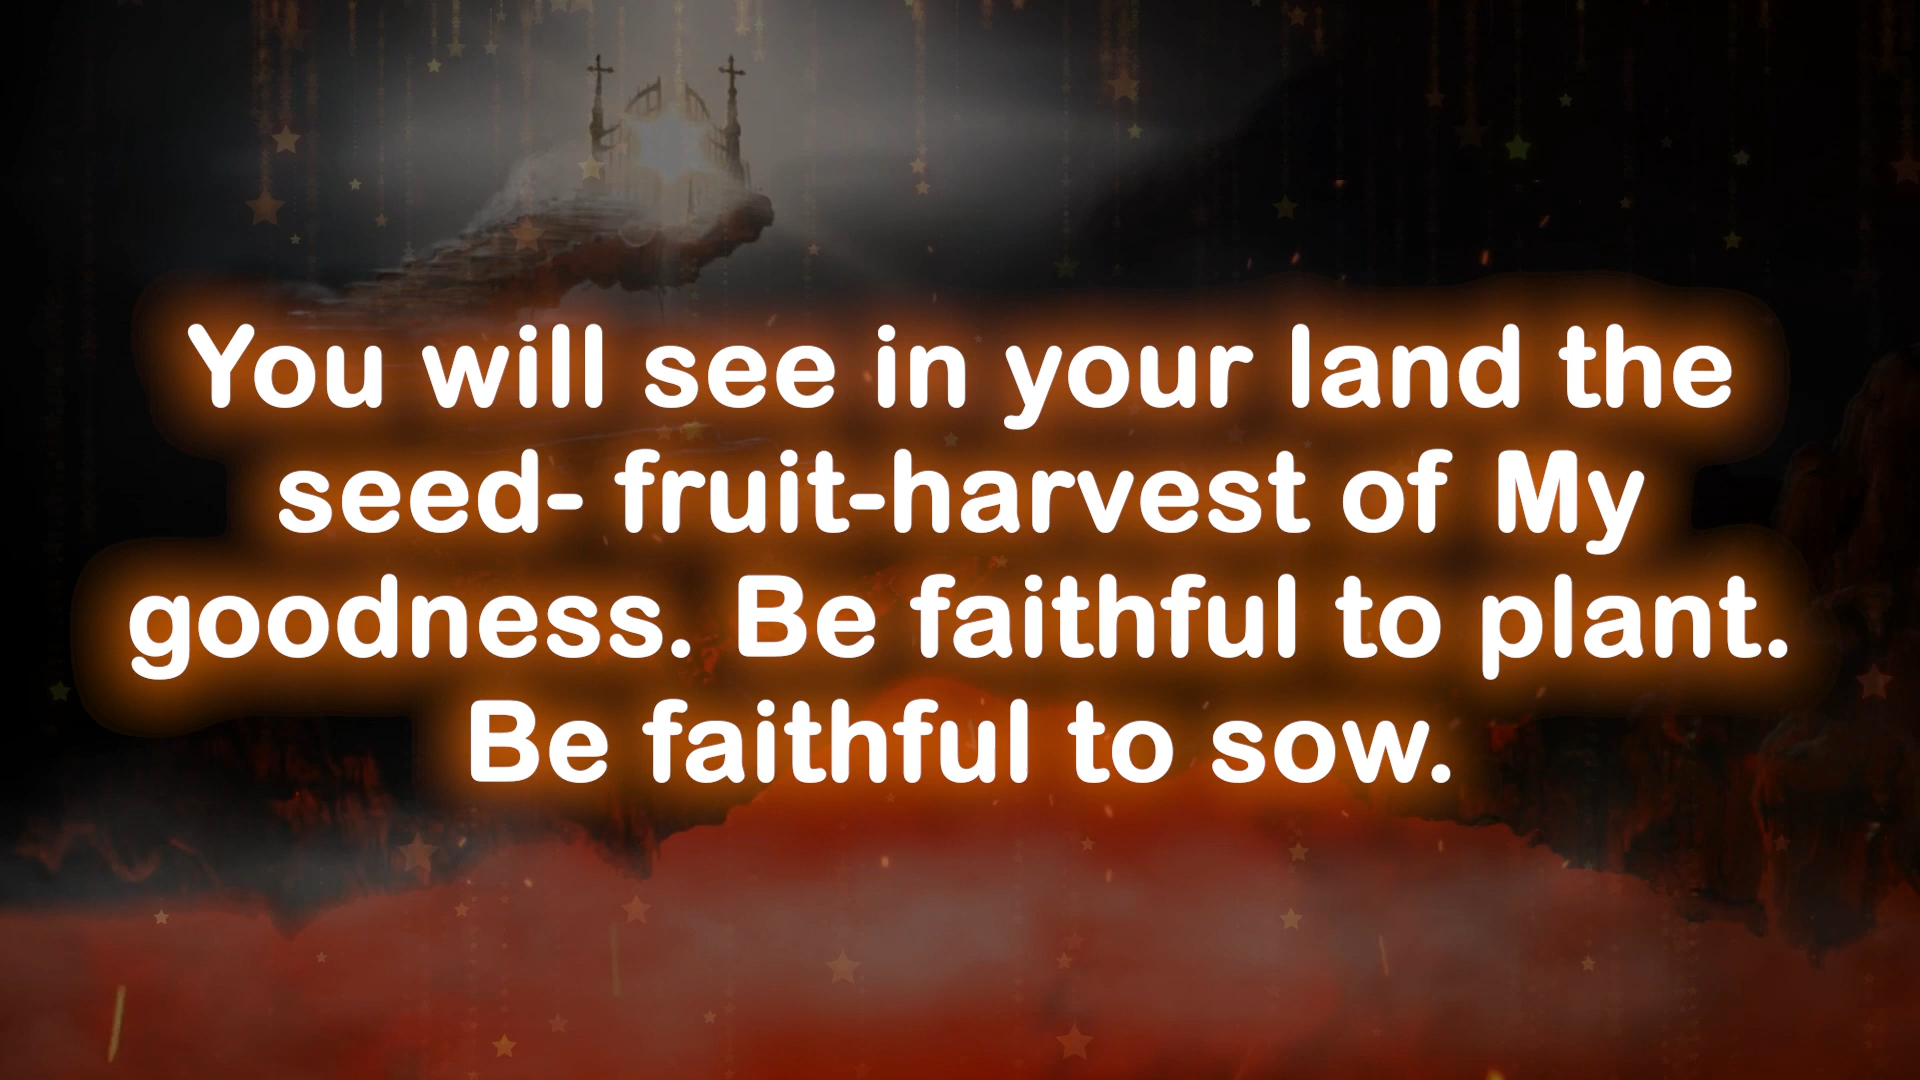 You will see in your land the
seed- fruit-harvest of My
goodness. Be faithful to plant.
Be faithful to sow.